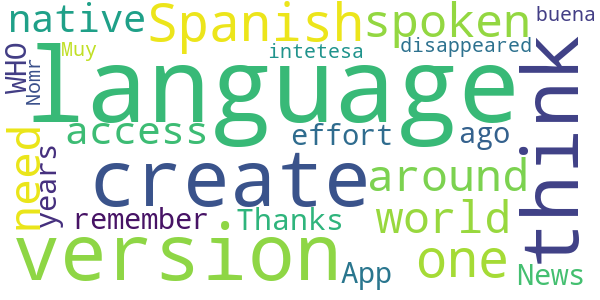 native Spanish spoken buena
WHO Muy language intetesa disappeared
Nomr think
need access effort ago
years create around
remember Thanks world
version App one News